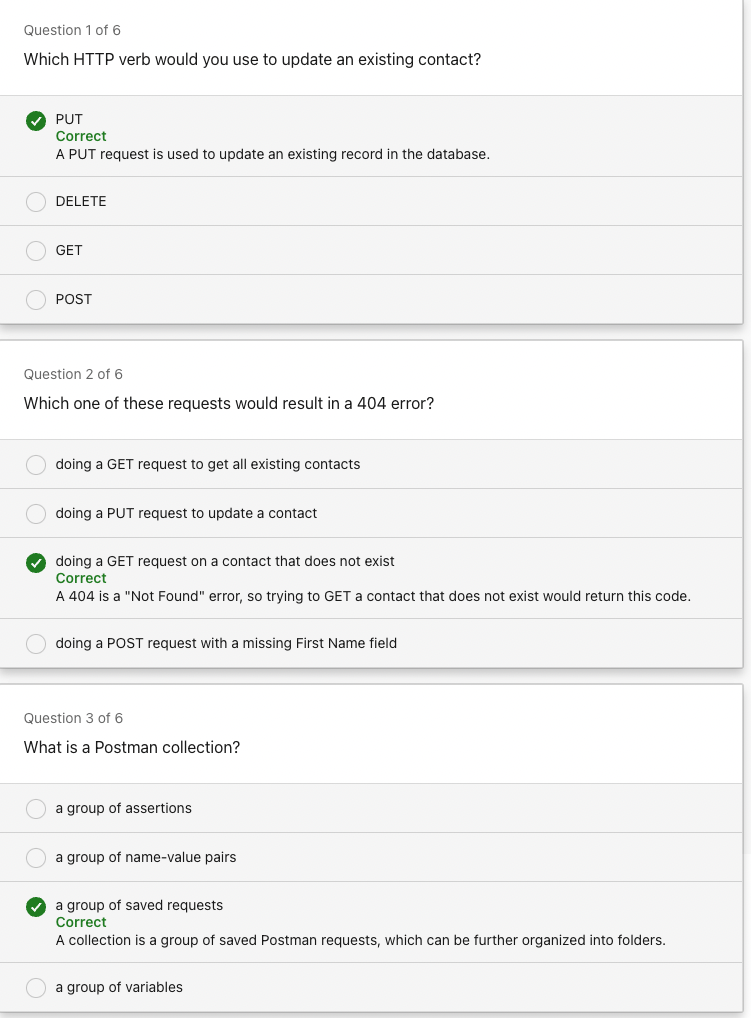 Question 1 of 6
Which HTTP verb would you use to update an existing contact?
PUT
Correct
A PUT request is used to update an existing record in the database.
DELETE
GET
POST
Question 2 of 6
Which one of these requests would result in a 404 error?
doing a GET request to get all existing contacts
doing a PUT request to update a contact
doing a GET request on a contact that does not exist
Correct
A 404 is a "Not Found" error, so trying to GET a contact that does not exist would return this code.
doing a POST request with a missing First Name field
Question 3 of 6
What is a Postman collection?
a group of assertions
a group of name-value pairs
a group of saved requests
Correct
A collection is a group of saved Postman requests, which can be further organized into folders.
a group of variables